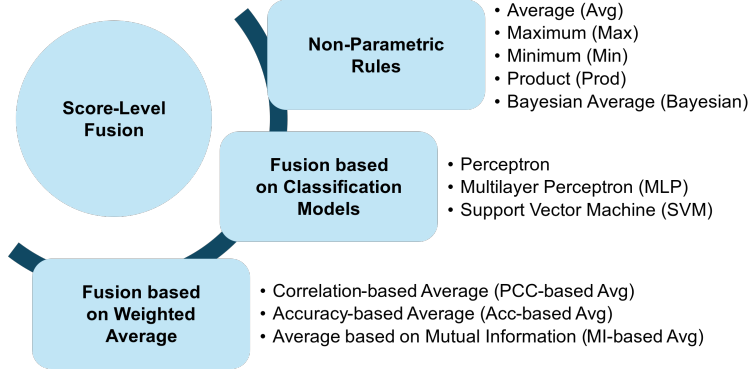 Score-Level
Fusion
Non-Parametric
Rules
• Average (Avg)
• Maximum (Max)
• Minimum (Min)
• Product (Prod)
• Bayesian Average (Bayesian)
Fusion based
on Classification
Models
• Perceptron
• Multilayer Perceptron (MLP)
• Support Vector Machine (SVM)
Fusion based
on Weighted
Average
• Correlation-based Average (PCC-based Avg)
• Accuracy-based Average (Acc-based Avg)
• Average based on Mutual Information (MI-based Avg)